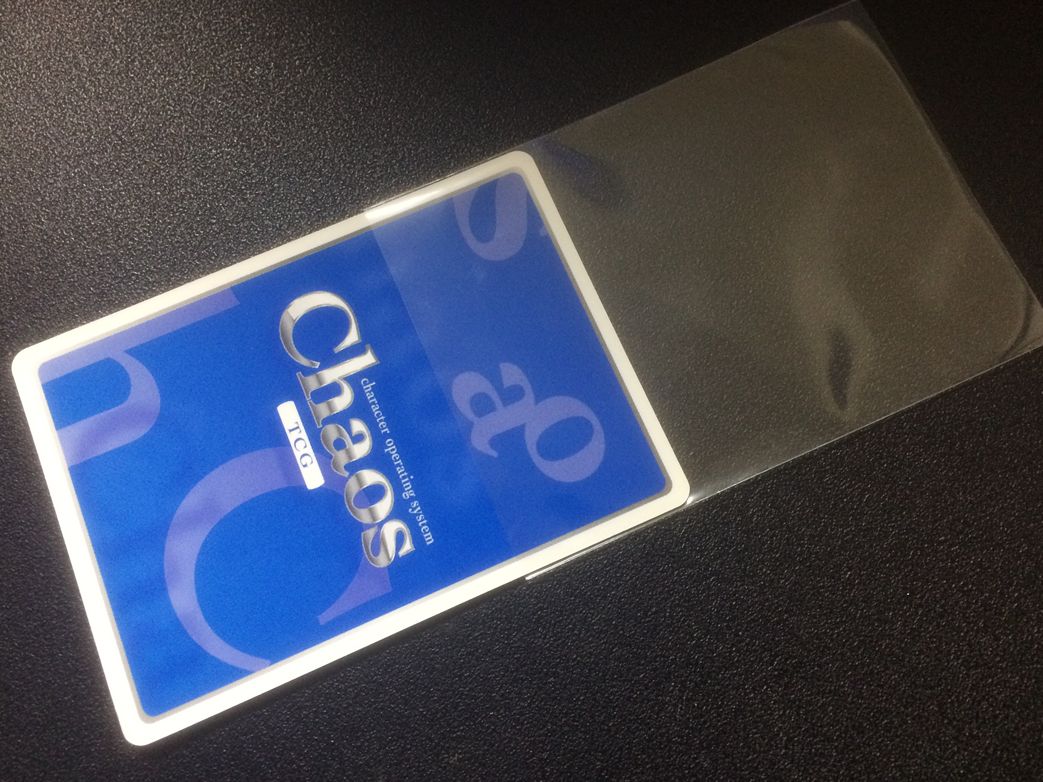 Chaos
character operating system
TCG
C
h
a
o
s